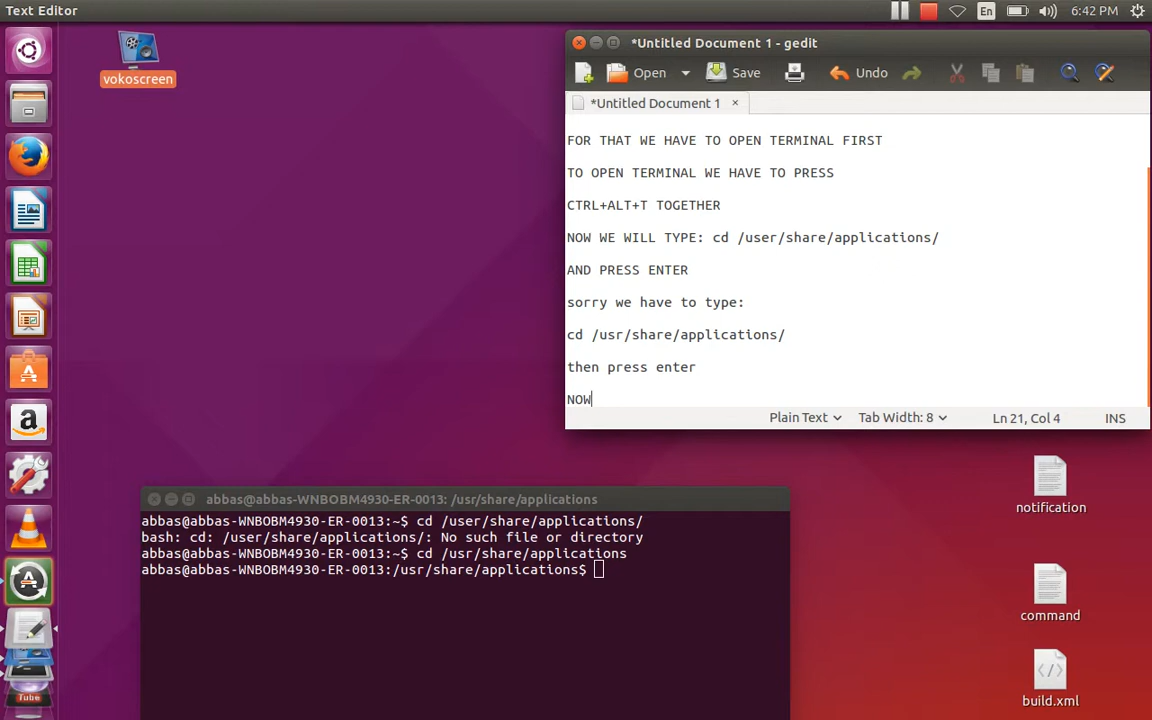 Text Editor
En
6:42 PM
vokoscreen
*Untitled Document 1 - gedit
Open
Save
Undo
*Untitled Document 1 ×
FOR THAT WE HAVE TO OPEN TERMINAL FIRST
TO OPEN TERMINAL WE HAVE TO PRESS
CTRL+ALT+T TOGETHER
NOW WE WILL TYPE: cd /user/share/applications/
AND PRESS ENTER
sorry we have to type:
cd /usr/share/applications/
then press enter
NOW
Plain Text
Tab Width: 8
Ln 21, Col 4
INS
abbas@abbas-WNBOBM4930-ER-0013: /usr/share/applications
abbas@abbas-WNBOBM4930-ER-0013:~$ cd /user/share/applications/
bash: cd: /user/share/applications/: No such file or directory
abbas@abbas-WNBOBM4930-ER-0013:~$ cd /usr/share/applications
abbas@abbas-WNBOBM4930-ER-0013:/usr/share/applications$
notification
command
build.xml
Tube